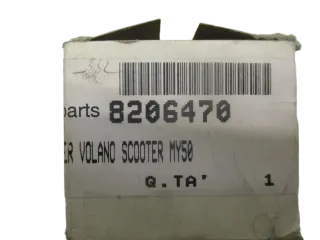 parts 8206470
ER VOLANO SCOOTER MY50
Q.TA' 1